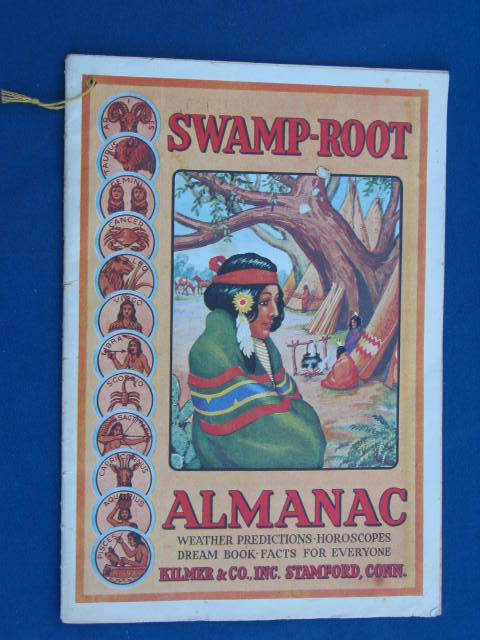 ARIES
TAURUS
GEMINI
CANCER
LEO
VIRGO
LIBRA
SCORPIO
SAGITTARIUS
CAPRICORNUS
AQUARIUS
PISCES
SWAMP-ROOT
ALMANAC
WEATHER PREDICTIONS · HOROSCOPES
DREAM BOOK · FACTS FOR EVERYONE
KILMER & CO., INC. STAMFORD, CONN.